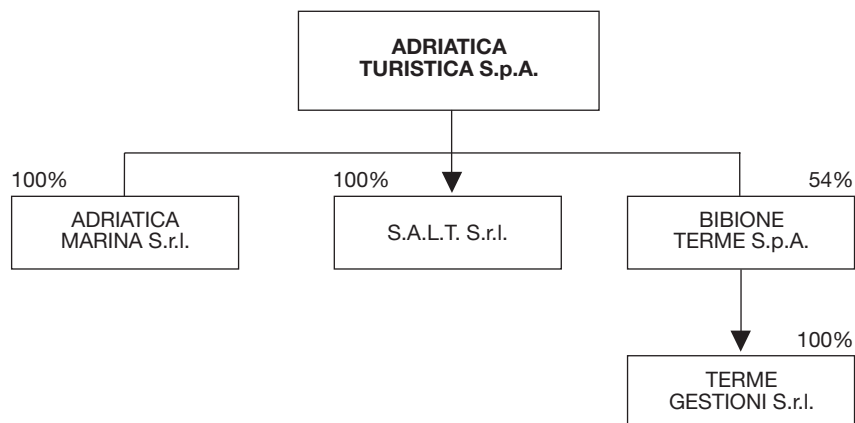 ADRIATICA
TURISTICA S.p.A.
100%
100%
54%
ADRIATICA
MARINA S.r.l.
S.A.L.T. S.r.l.
BIBIONE
TERME S.p.A.
100%
TERME
GESTIONI S.r.l.